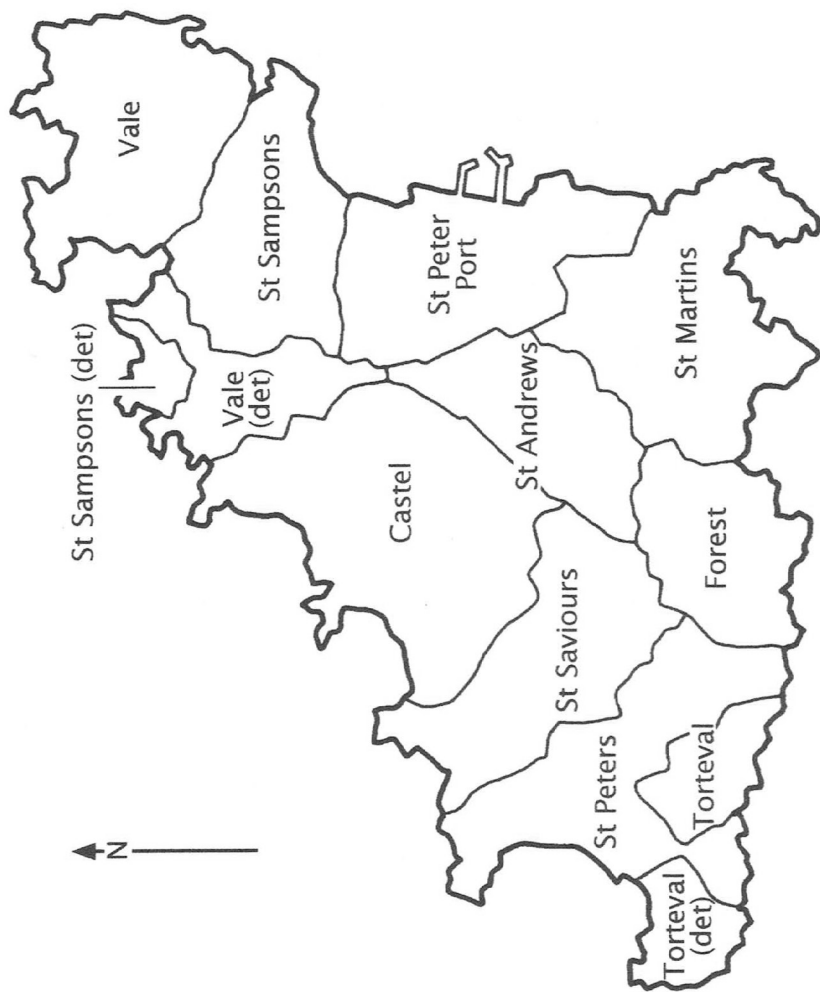 St Sampsons (det)
N
Vale
Vale
(det)
St Sampsons
Castel
St Peter
Port
St Andrews
St Saviours
St Peters
St Martins
Forest
Torteval
Torteval
(det)